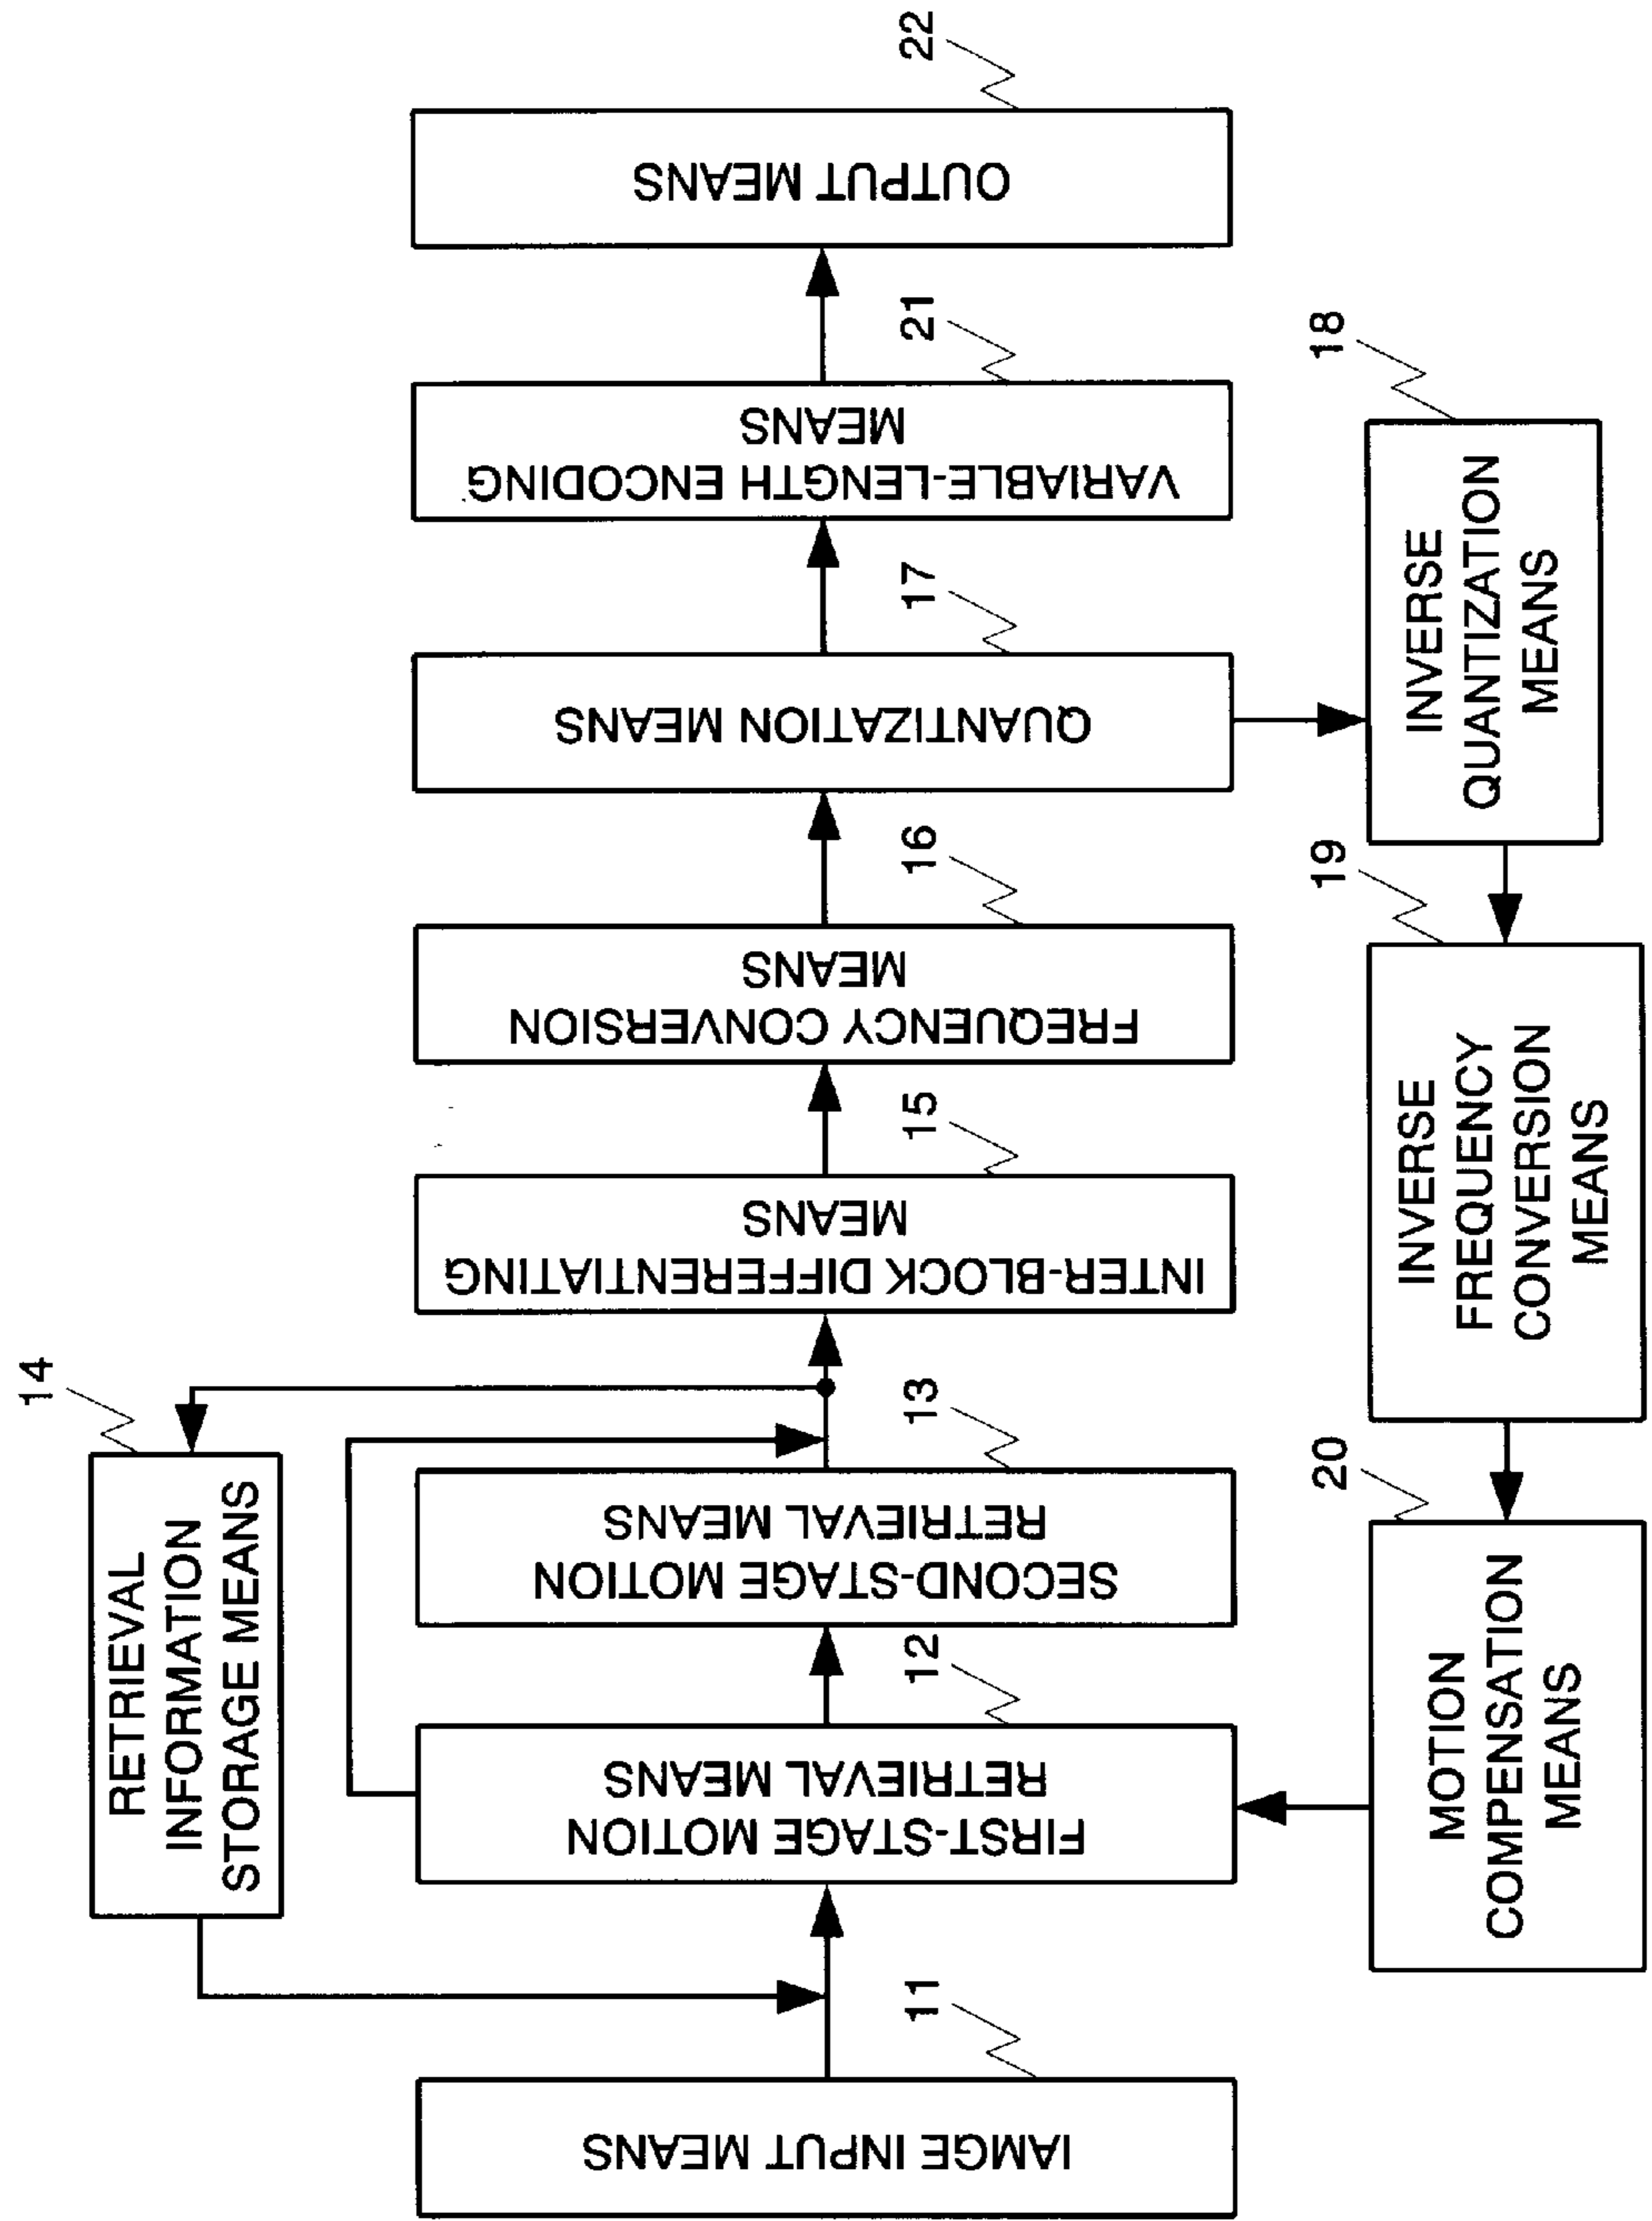 14
RETRIEVAL
INFORMATION
STORAGE MEANS
11
IAMGE INPUT MEANS
12
FIRST-STAGE MOTION
RETRIEVAL MEANS
13
SECOND-STAGE MOTION
RETRIEVAL MEANS
15
INTER-BLOCK DIFFERENTIATING
MEANS
16
FREQUENCY CONVERSION
MEANS
17
QUANTIZATION MEANS
21
VARIABLE-LENGTH ENCODING
MEANS
22
OUTPUT MEANS
20
MOTION
COMPENSATION
MEANS
19
INVERSE
FREQUENCY
CONVERSION
MEANS
18
INVERSE
QUANTIZATION
MEANS